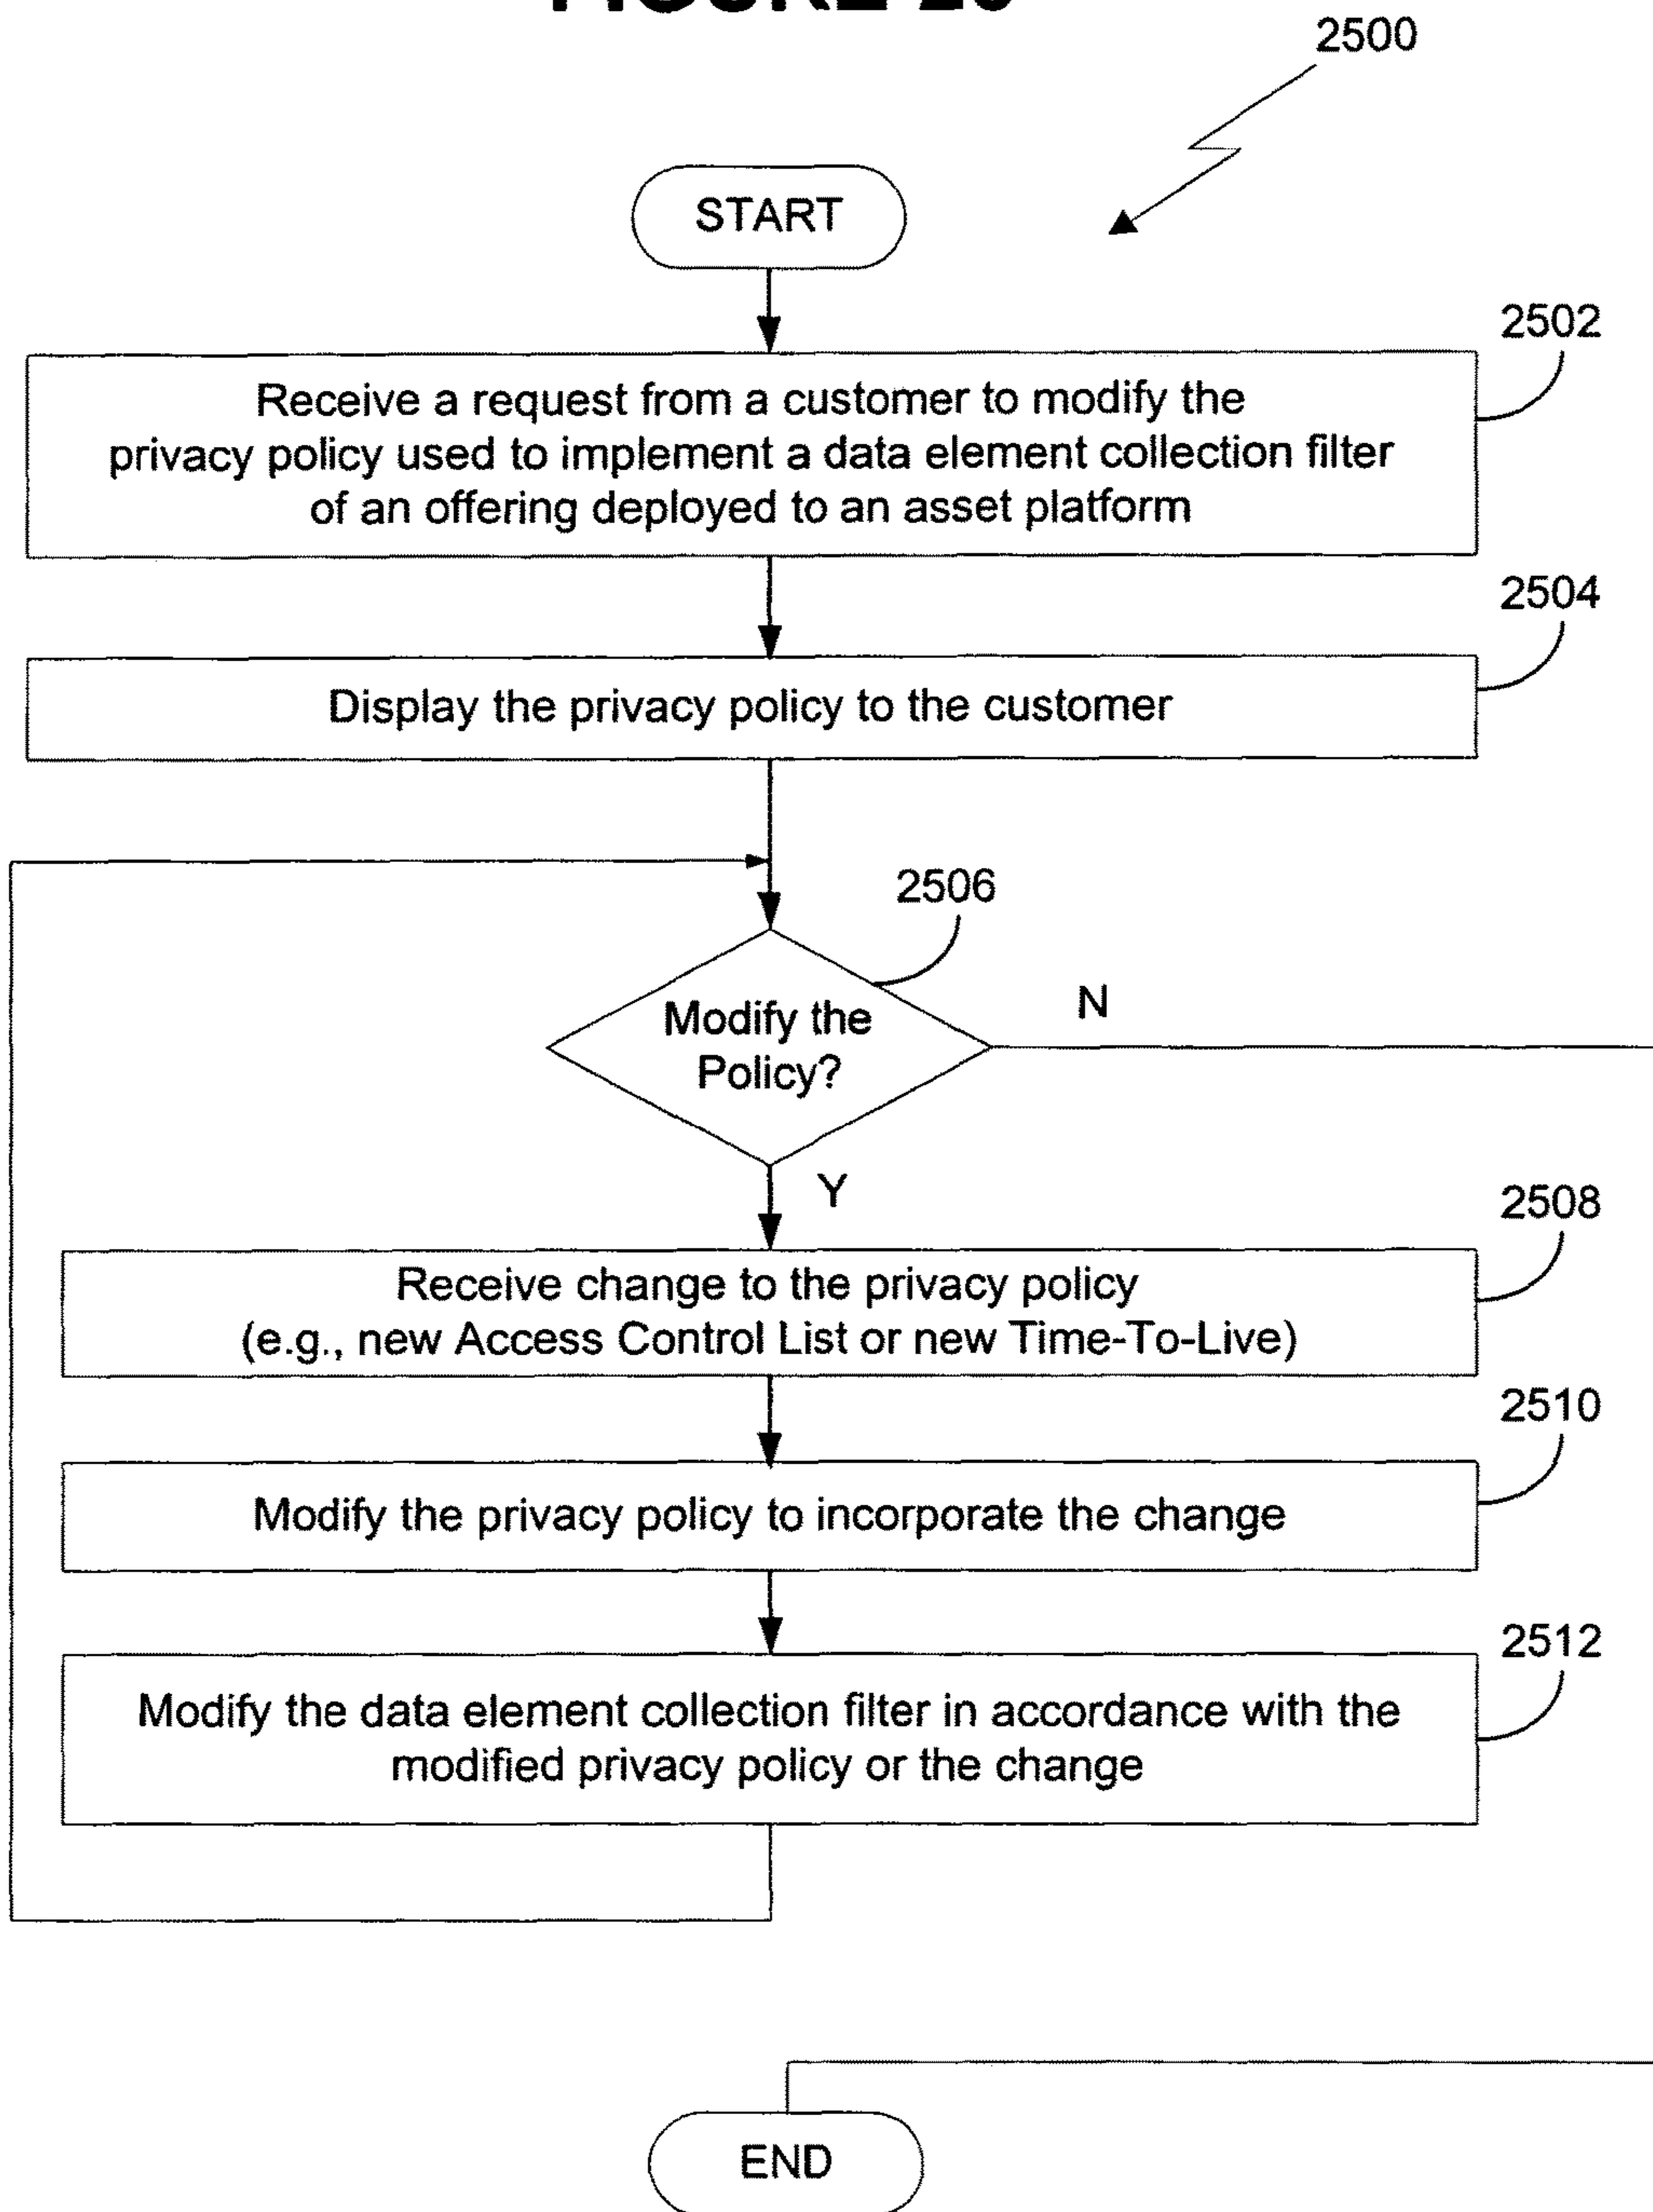 2500
START
2502
Receive a request from a customer to modify the
privacy policy used to implement a data element collection filter
of an offering deployed to an asset platform
2504
Display the privacy policy to the customer
2506
Modify the
Policy?
N
Y
2508
Receive change to the privacy policy
(e.g., new Access Control List or new Time-To-Live)
2510
Modify the privacy policy to incorporate the change
2512
Modify the data element collection filter in accordance with the
modified privacy policy or the change
END